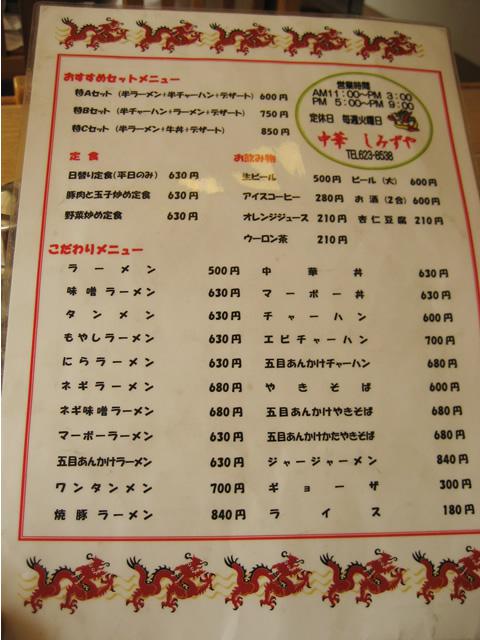 おすすめセットメニュー
特Aセット（半ラーメン+半チャーハン+デザート） 600円
特Bセット（半チャーハン+ラーメン+デザート） 750円
特Cセット（半ラーメン+牛丼+デザート） 850円
営業時間
AM11:00〜PM 3:00
PM 5:00〜PM 9:00
定休日 毎週火曜日
中華 しみずや
TEL623-8538
定食
日替り定食(平日のみ) 630円
豚肉と玉子炒め定食 630円
野菜炒め定食 630円
お飲み物
生ビール 500円 ビール（大） 600円
アイスコーヒー 280円 お酒（2合） 600円
オレンジジュース 210円 杏仁豆腐 210円
ウーロン茶 210円
こだわりメニュー
ラーメン 500円
味噌ラーメン 630円
タンメン 630円
もやしラーメン 630円
にらラーメン 630円
ネギラーメン 680円
ネギ味噌ラーメン 680円
マーボーラーメン 630円
五目あんかけラーメン 630円
ワンタンメン 700円
焼豚ラーメン 840円
中華丼 630円
マーボー丼 630円
チャーハン 600円
エビチャーハン 700円
五目あんかけチャーハン 680円
やきそば 600円
五目あんかけやきそば 680円
五目あんかけかたやきそば 680円
ジャージャーメン 840円
ギョーザ 300円
ライス 180円